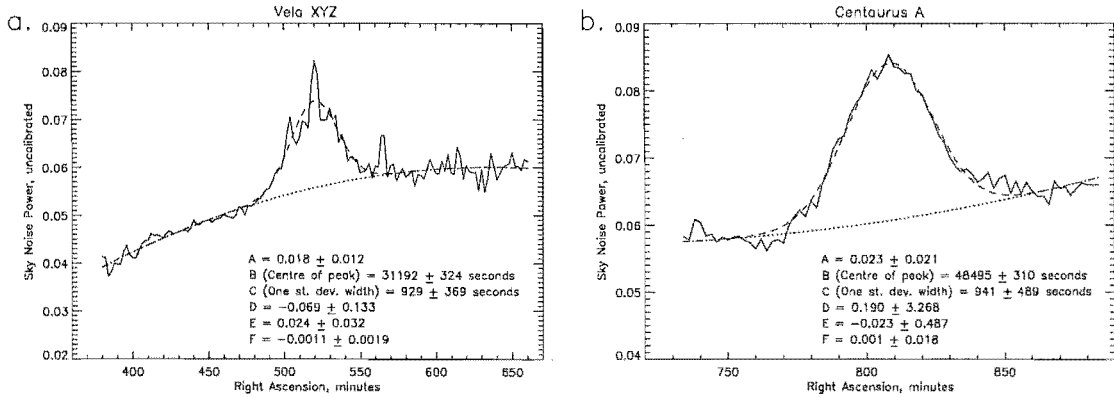 a.
Vela XYZ
0.09
0.08
0.07
0.06
0.05
0.04
0.03
0.02
Sky Noise Power, uncalibrated
A = 0.018 ± 0.012
B (Centre of peak) = 31192 ± 324 seconds
C (One st. dev. width) = 929 ± 369 seconds
D = -0.069 ± 0.133
E = 0.024 ± 0.032
F = -0.0011 ± 0.0019
400 450 500 550 600 650
Right Ascension, minutes
b.
Centaurus A
0.09
0.08
0.07
0.06
0.05
0.04
Sky Noise Power, uncalibrated
A = 0.023 ± 0.021
B (Centre of peak) = 48495 ± 310 seconds
C (One st. dev. width) = 941 ± 489 seconds
D = 0.190 ± 3.268
E = -0.023 ± 0.487
F = 0.001 ± 0.018
750 800 850
Right Ascension, minutes